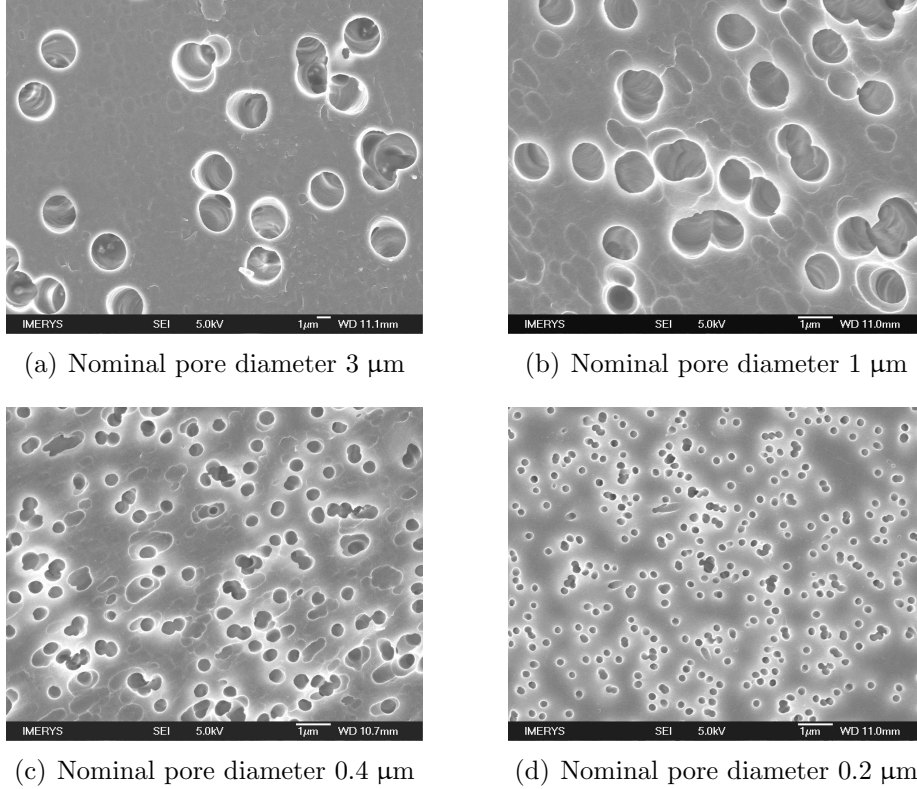 IMERYS SEI 5.0kV 1µm WD 11.1mm
IMERYS SEI 5.0kV 1µm WD 11.0mm
(a) Nominal pore diameter 3 µm
(b) Nominal pore diameter 1 µm
IMERYS SEI 5.0kV 1µm WD 10.7mm
IMERYS SEI 5.0kV 1µm WD 11.0mm
(c) Nominal pore diameter 0.4 µm
(d) Nominal pore diameter 0.2 µm